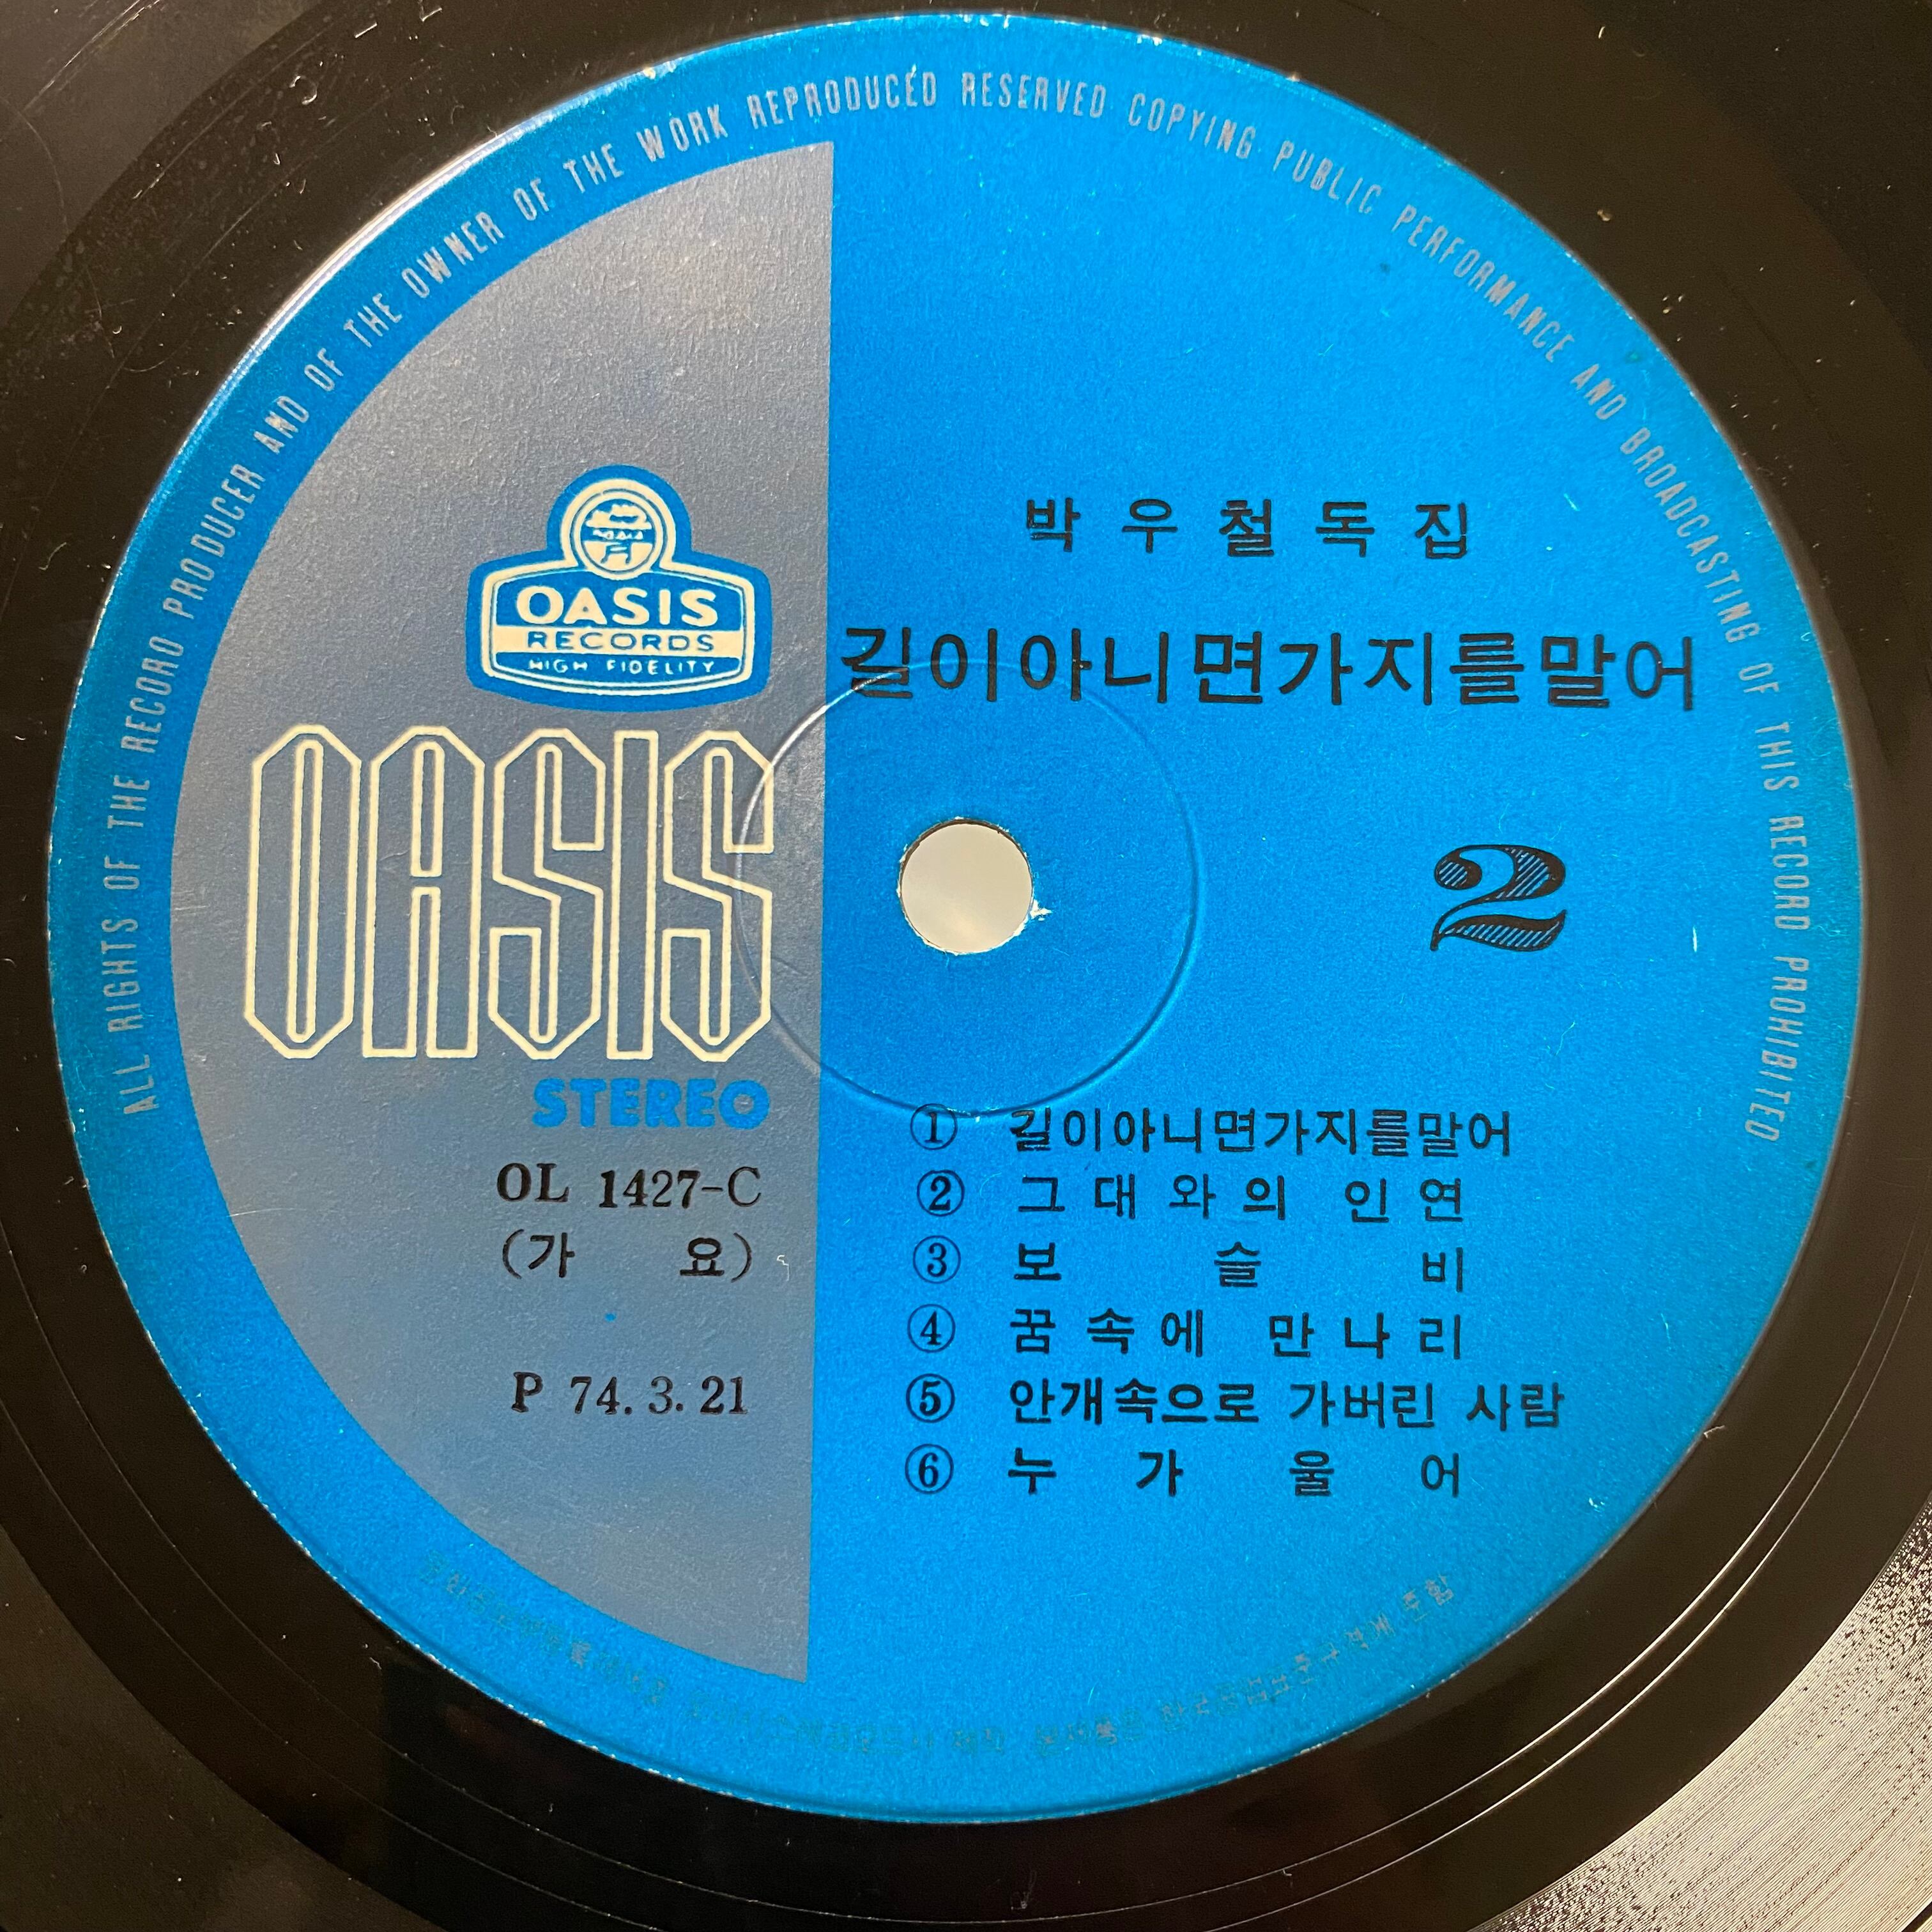 ALL RIGHTS OF THE RECORD PRODUCER AND OF THE OWNER OF THE WORK REPRODUCED RESERVED COPYING PUBLIC PERFORMANCE AND BROADCASTING OF THIS RECORD PROHIBITED
박 우 철 독 집
길이아니면가지를말어
OASIS
RECORDS
HIGH FIDELITY
OASIS
STEREO
2
OL 1427-C
(가 요)
P 74. 3. 21
① 길이아니면가지를말어
② 그 대 와 의 인 연
③ 보 슬 비
④ 꿈 속 에 만 나 리
⑤ 안개속으로 가버린 사람
⑥ 누 가 울 어